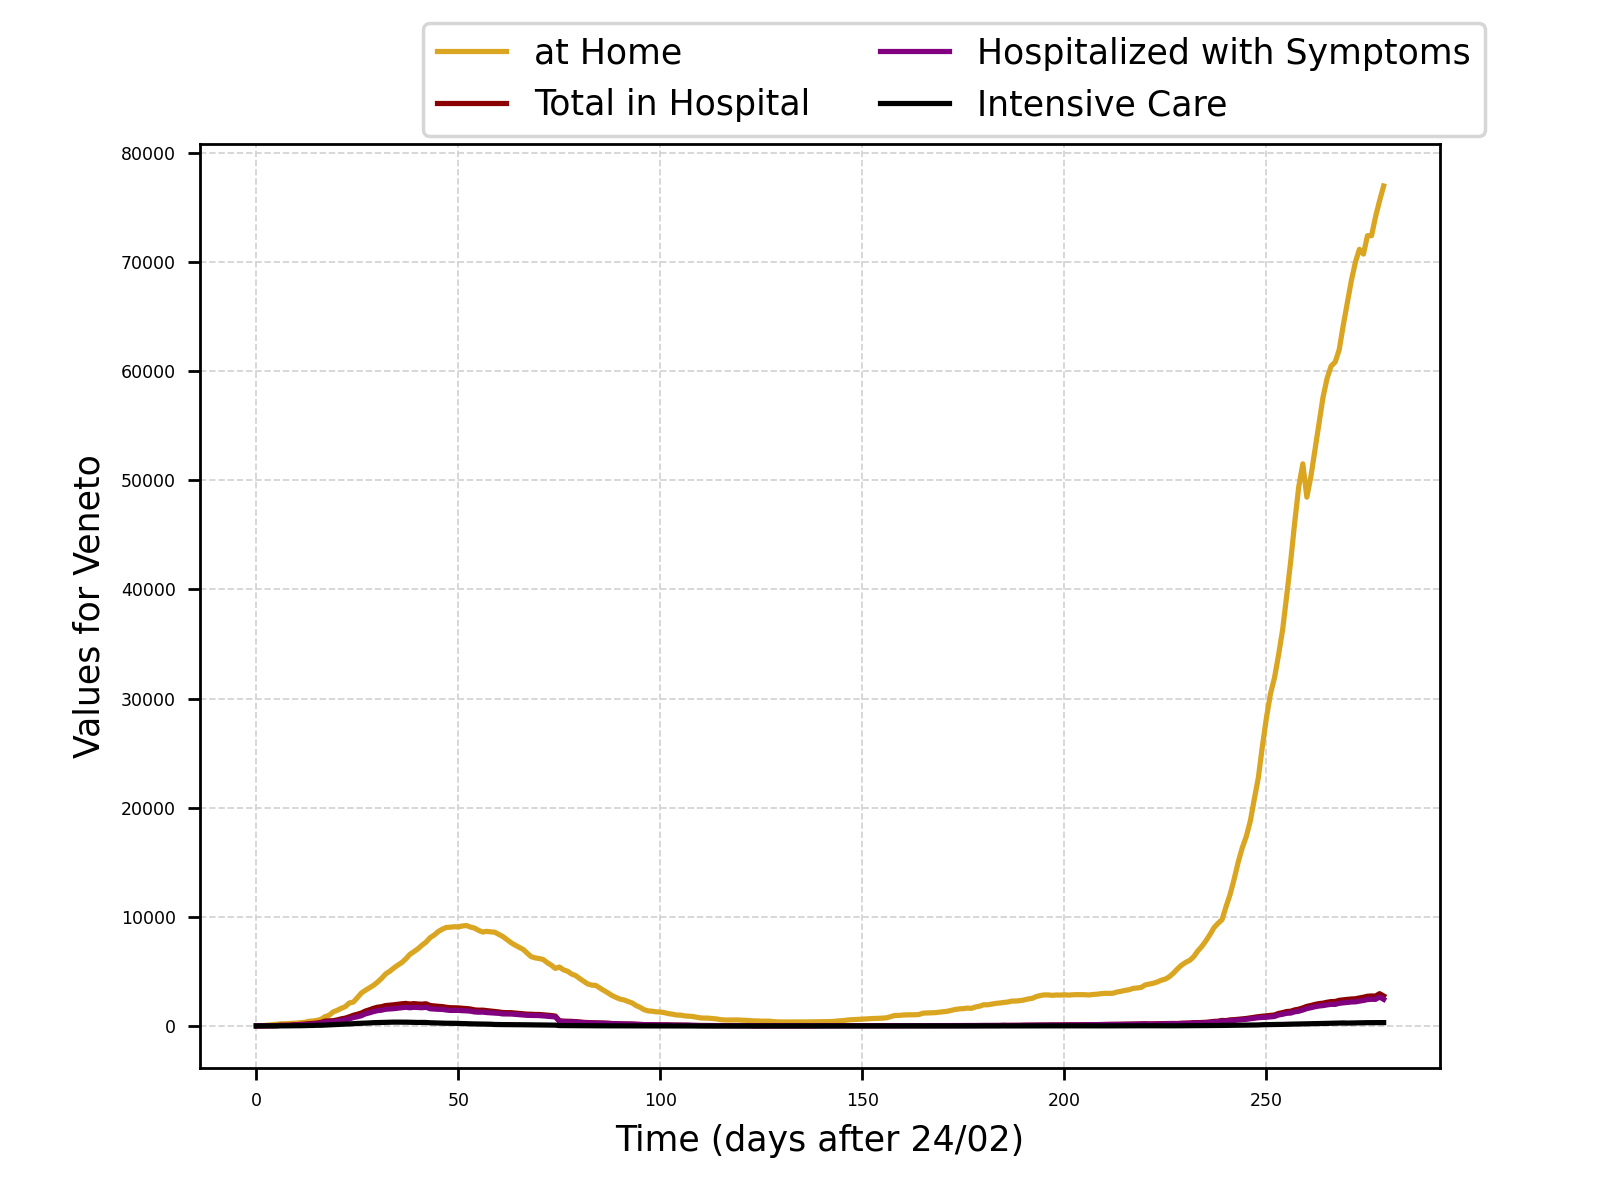 at Home
Total in Hospital
Hospitalized with Symptoms
Intensive Care
80000
70000
60000
50000
40000
30000
20000
10000
0
Values for Veneto
0 50 100 150 200 250
Time (days after 24/02)